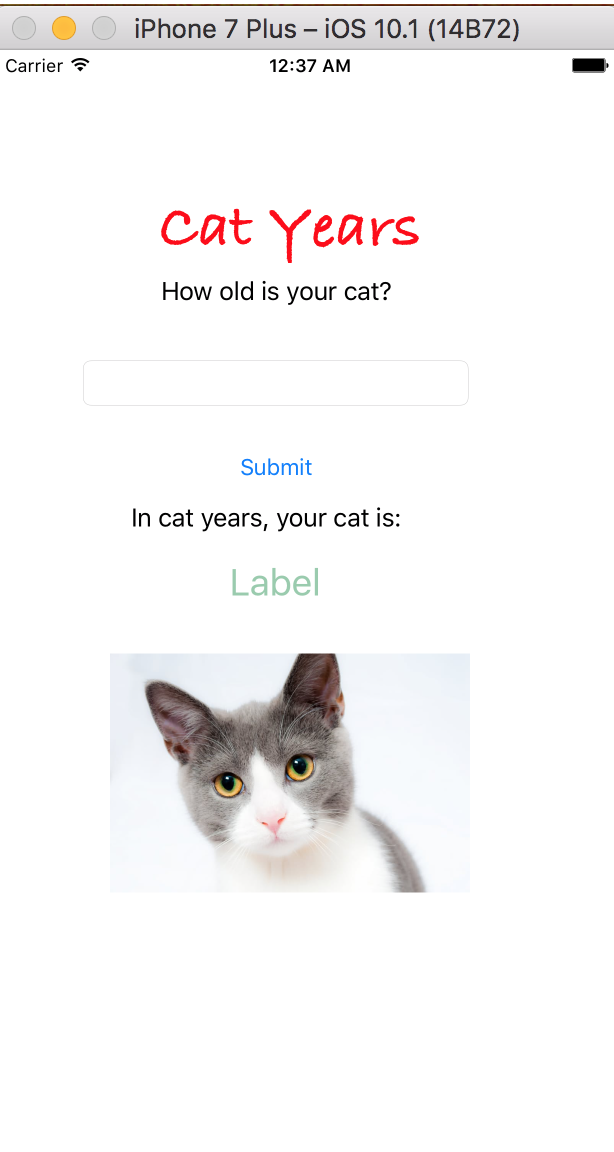 iPhone 7 Plus – iOS 10.1 (14B72)
Carrier 12:37 AM
Cat Years
How old is your cat?
Submit
In cat years, your cat is:
Label